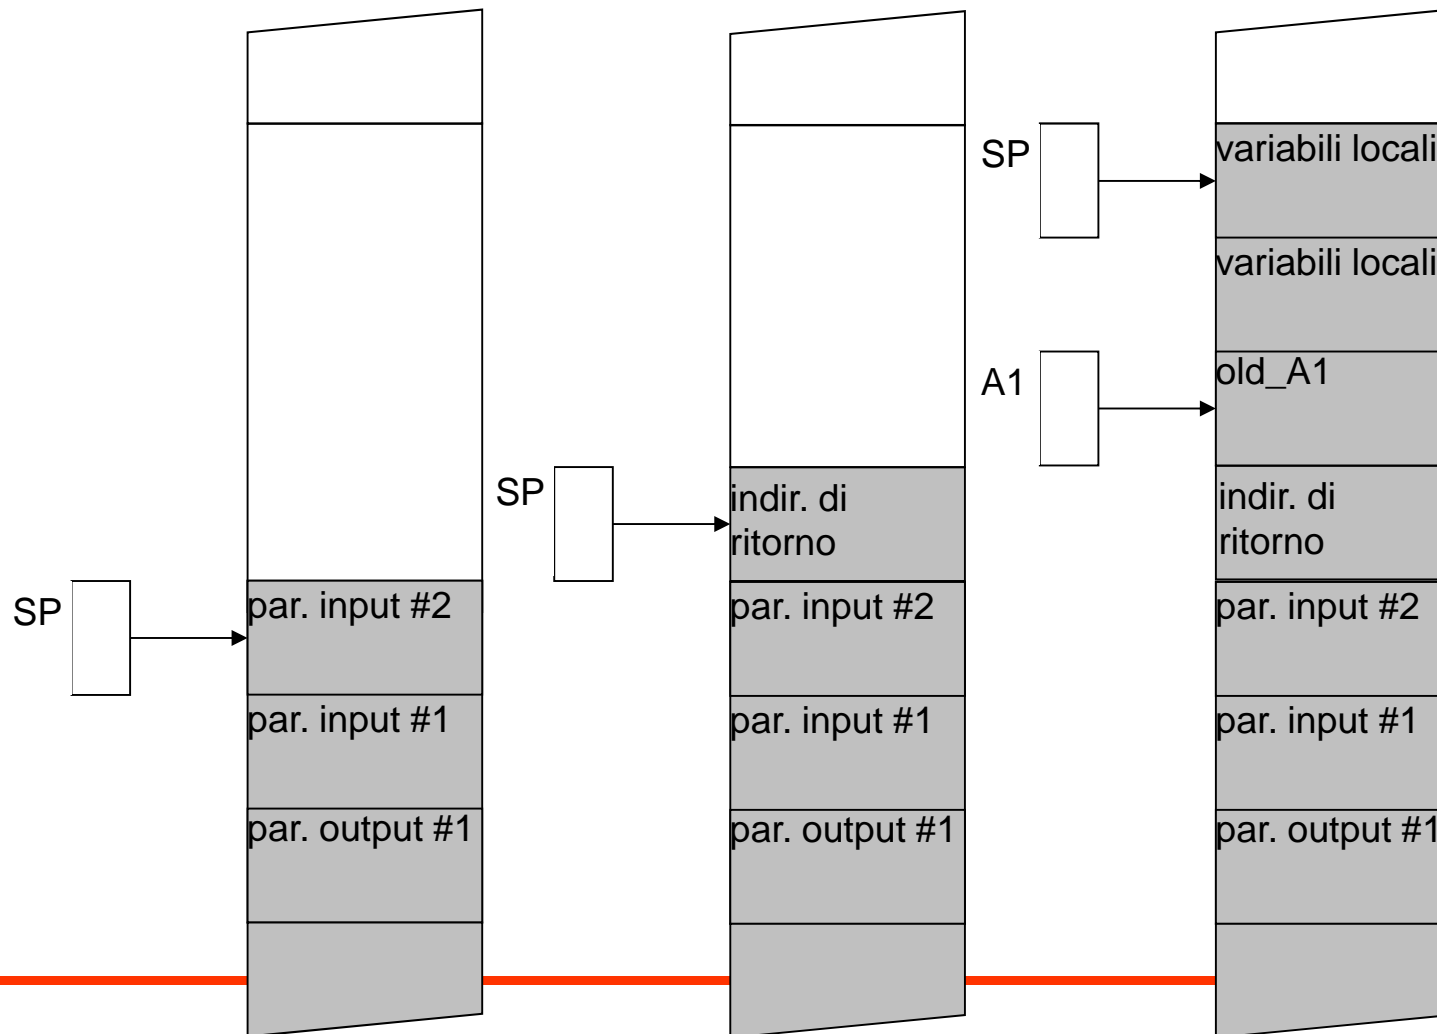 SP
par. input #2
par. input #1
par. output #1
SP
indir. di
ritorno
par. input #2
par. input #1
par. output #1
SP
variabili locali
variabili locali
A1
old_A1
indir. di
ritorno
par. input #2
par. input #1
par. output #1